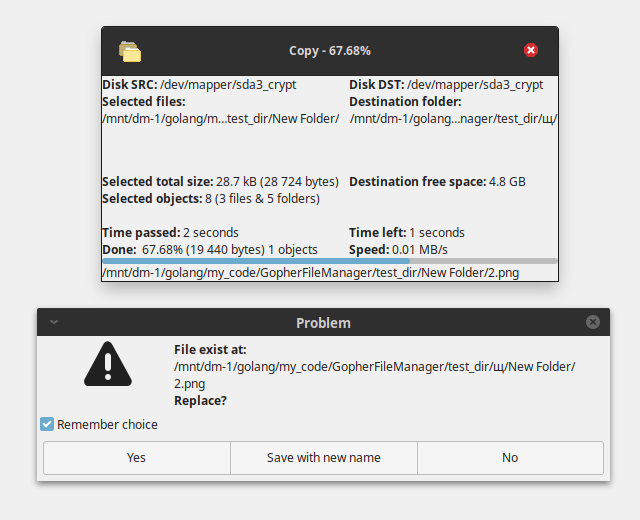 Copy - 67.68%
Disk SRC: /dev/mapper/sda3_crypt Disk DST: /dev/mapper/sda3_crypt
Selected files: Destination folder:
/mnt/dm-1/golang/m...test_dir/New Folder/ /mnt/dm-1/golang...nager/test_dir/щ/
Selected total size: 28.7 kB (28 724 bytes) Destination free space: 4.8 GB
Selected objects: 8 (3 files & 5 folders)
Time passed: 2 seconds Time left: 1 seconds
Done: 67.68% (19 440 bytes) 1 objects Speed: 0.01 MB/s
/mnt/dm-1/golang/my_code/GopherFileManager/test_dir/New Folder/2.png
Problem
File exist at:
/mnt/dm-1/golang/my_code/GopherFileManager/test_dir/щ/New Folder/
2.png
Replace?
Remember choice
Yes Save with new name No